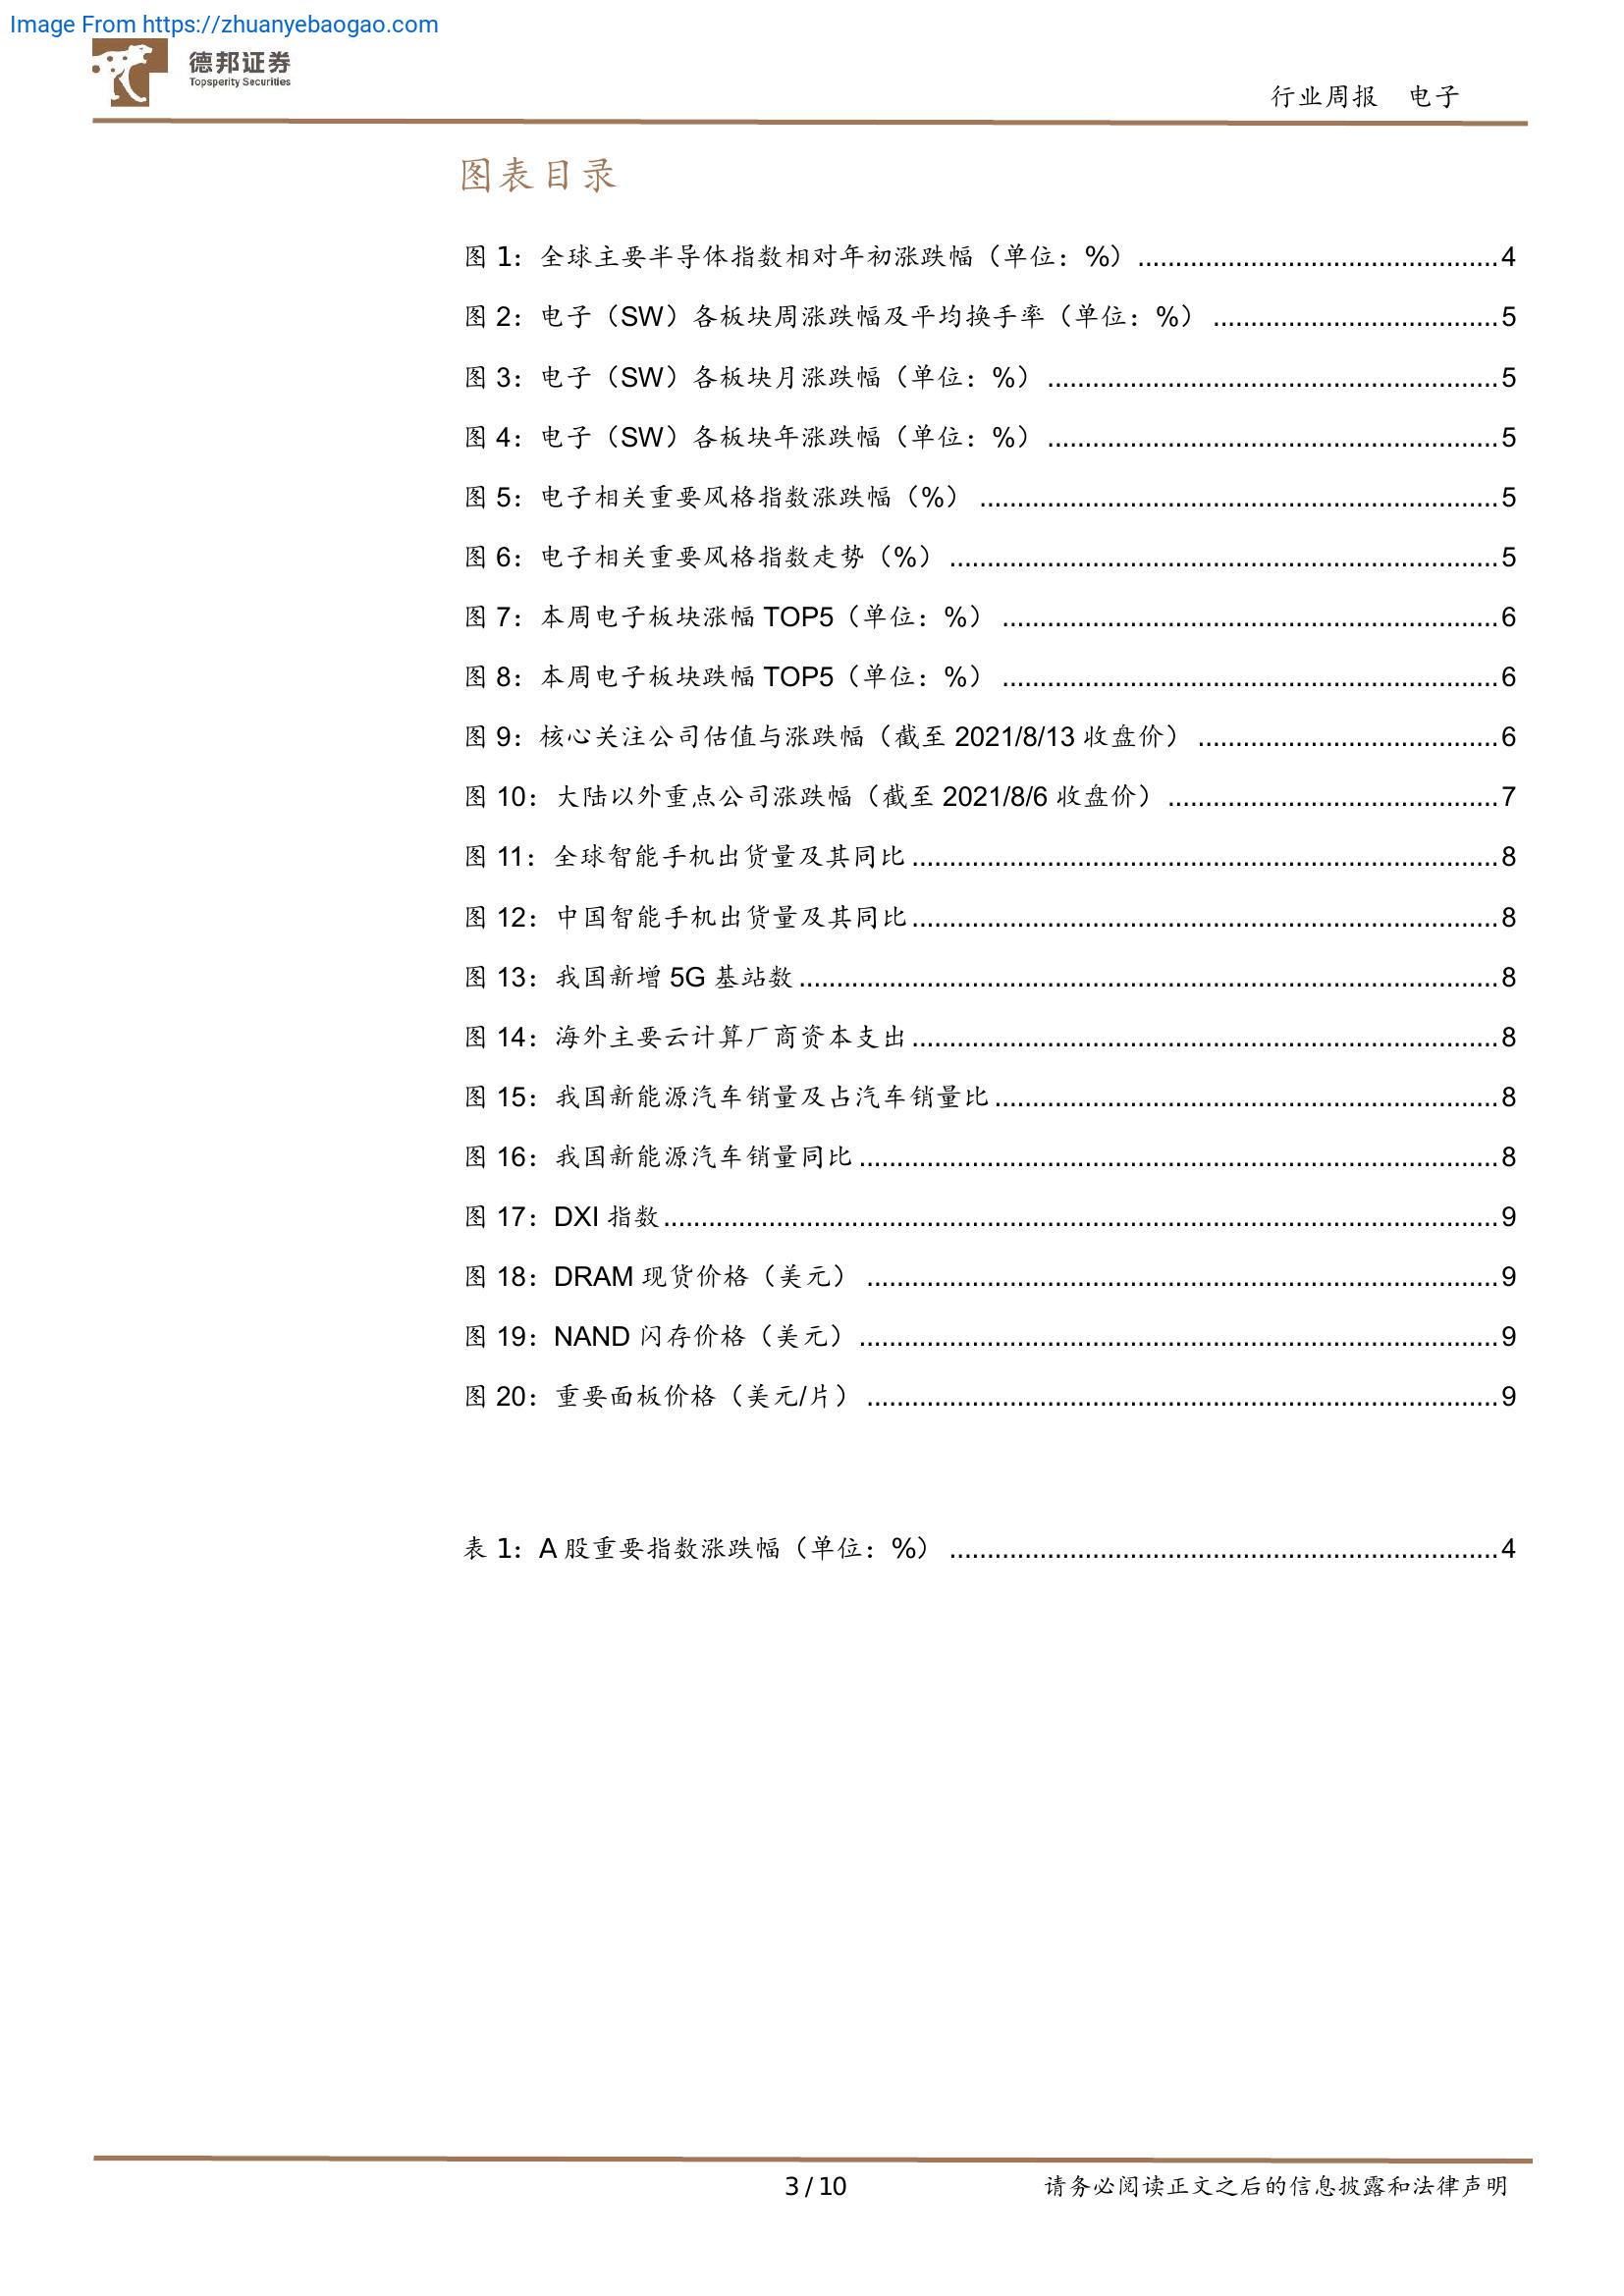 Image From https://zhuanyebaogao.com
德邦证券
Topsperity Securities
行业周报 电子
图表目录
图 1：全球主要半导体指数相对年初涨跌幅（单位：%）................................................4
图 2：电子（SW）各板块周涨跌幅及平均换手率（单位：%）......................................5
图 3：电子（SW）各板块月涨跌幅（单位：%）............................................................5
图 4：电子（SW）各板块年涨跌幅（单位：%）............................................................5
图 5：电子相关重要风格指数涨跌幅（%）.....................................................................5
图 6：电子相关重要风格指数走势（%）.........................................................................5
图 7：本周电子板块涨幅 TOP5（单位：%）..................................................................6
图 8：本周电子板块跌幅 TOP5（单位：%）..................................................................6
图 9：核心关注公司估值与涨跌幅（截至 2021/8/13 收盘价）........................................6
图 10：大陆以外重点公司涨跌幅（截至 2021/8/6 收盘价）............................................7
图 11：全球智能手机出货量及其同比..............................................................................8
图 12：中国智能手机出货量及其同比..............................................................................8
图 13：我国新增 5G 基站数.............................................................................................8
图 14：海外主要云计算厂商资本支出..............................................................................8
图 15：我国新能源汽车销量及占汽车销量比...................................................................8
图 16：我国新能源汽车销量同比.....................................................................................8
图 17：DXI 指数...............................................................................................................9
图 18：DRAM 现货价格（美元）....................................................................................9
图 19：NAND 闪存价格（美元）.....................................................................................9
图 20：重要面板价格（美元/片）....................................................................................9
表 1：A 股重要指数涨跌幅（单位：%）.........................................................................4
3 / 10
请务必阅读正文之后的信息披露和法律声明